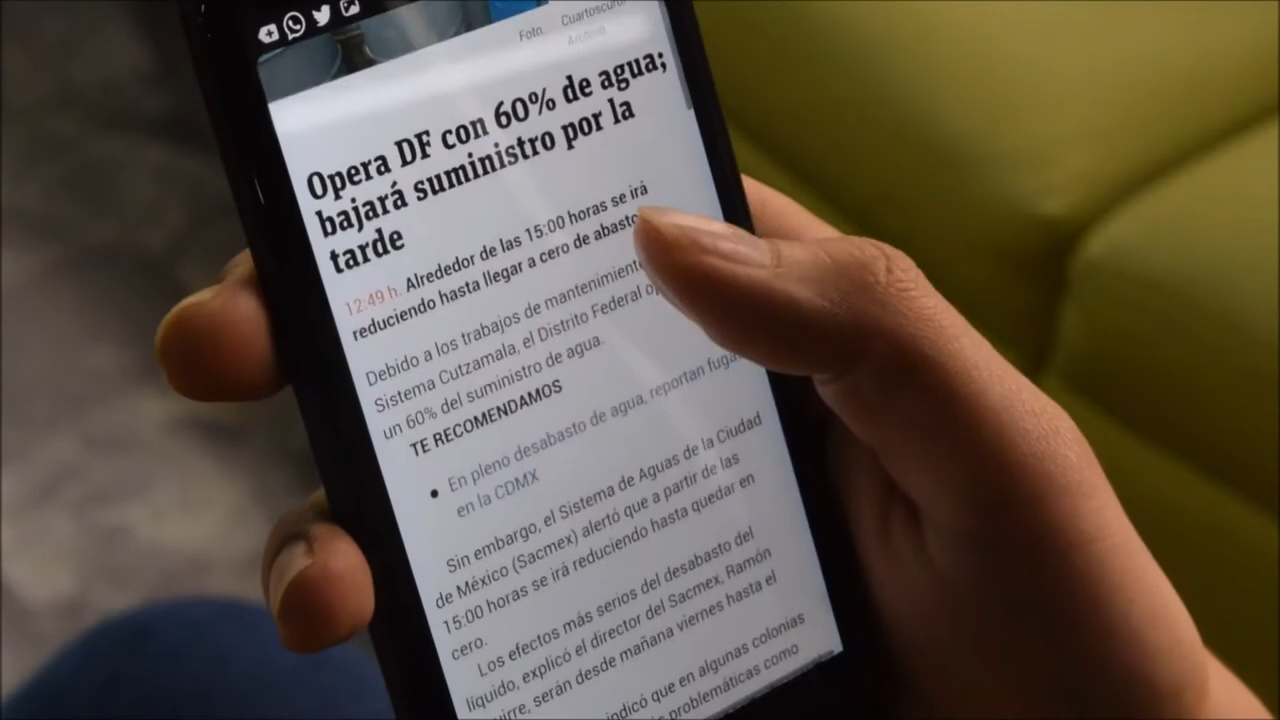 Foto. Cuartoscuro/
Archivo
Opera DF con 60% de agua;
bajará suministro por la
tarde
12:49 h. Alrededor de las 15:00 horas se irá
reduciendo hasta llegar a cero de abasto
Debido a los trabajos de mantenimiento
Sistema Cutzamala, el Distrito Federal
un 60% del suministro de agua.
TE RECOMENDAMOS
• En pleno desabasto de agua, reportan fuga
en la CDMX
Sin embargo, el Sistema de Aguas de la Ciudad
de México (Sacmex) alertó que a partir de las
15:00 horas se irá reduciendo hasta quedar en
cero.
Los efectos más serios del desabasto del
líquido, explicó el director del Sacmex, Ramón
serán desde mañana viernes hasta el
indicó que en algunas colonias
problemáticas como